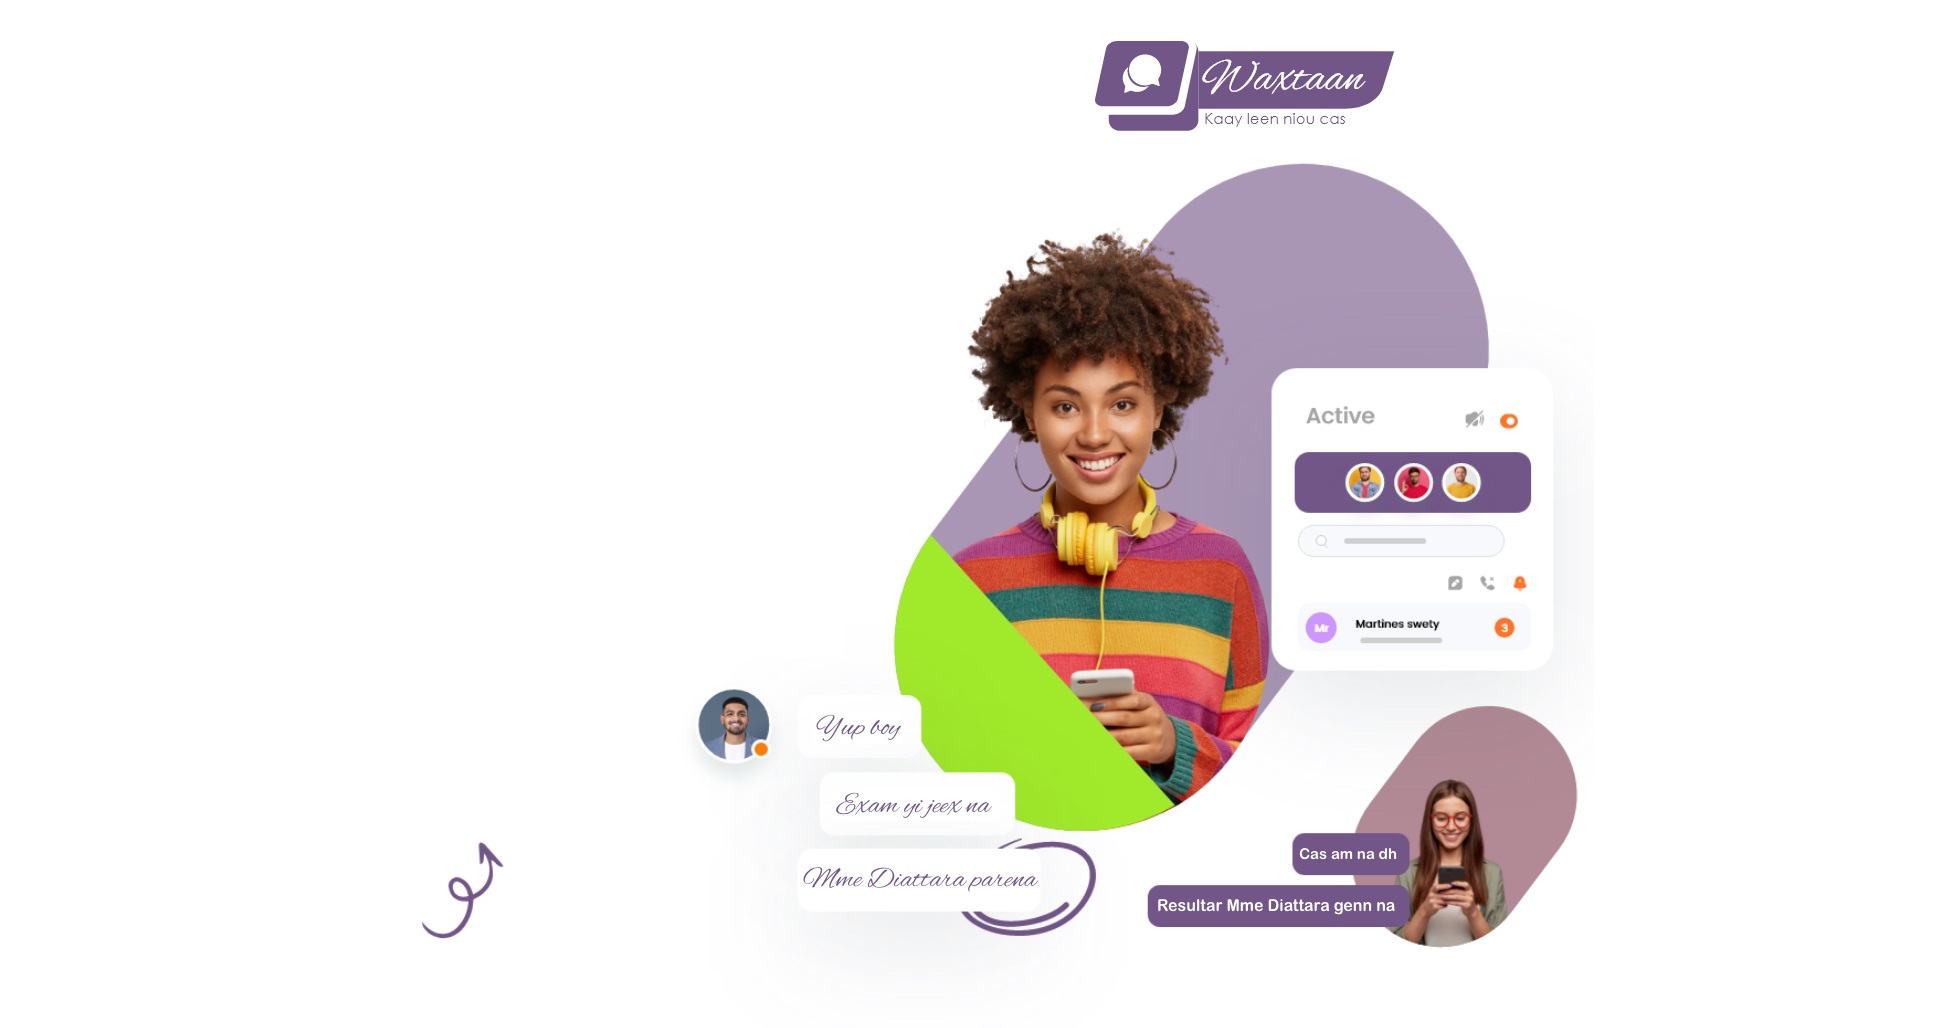 Waxtaan
Kaay leen niou cas
Active
Mr
Martines swety
3
Yup boy
Exam yi jeex na
Mme Diattara parena
Cas am na dh
Resultar Mme Diattara genn na